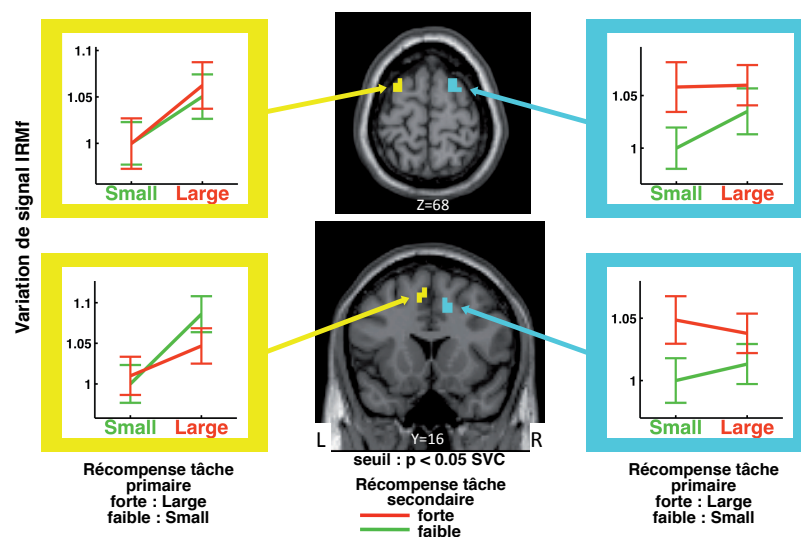 Variation de signal IRMf
1.1
1.05
1
Small Large
Z=68
1.05
1
Small Large
1.1
1.05
1
Small Large
L Y=16 R
seuil : p < 0.05 SVC
1.05
1
Small Large
Récompense tâche
primaire
forte : Large
faible : Small
Récompense tâche
secondaire
forte
faible
Récompense tâche
primaire
forte : Large
faible : Small